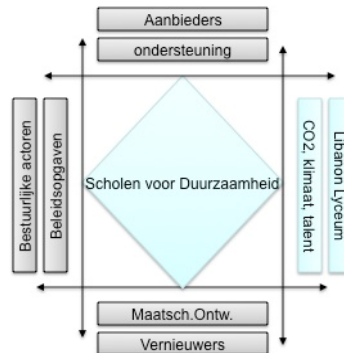 Aanbieders
ondersteuning
Bestuurlijke actoren
Beleidsopgaven
Scholen voor Duurzaamheid
CO2, klimaat, talent
Libanon Lyceum
Maatsch.Ontw.
Vernieuwers